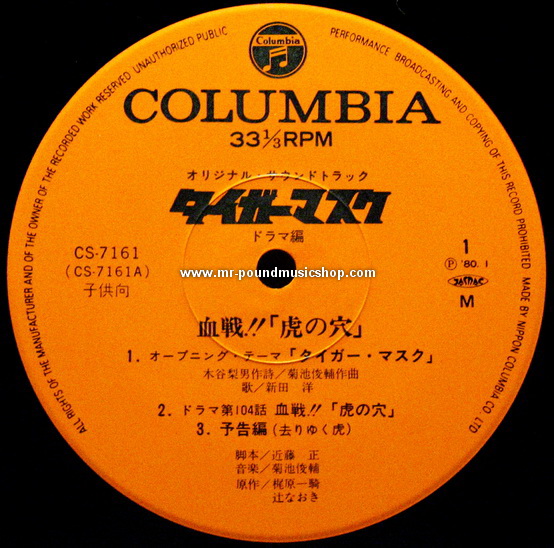 ALL RIGHTS OF THE MANUFACTURER AND OF THE OWNER OF THE RECORDED WORK RESERVED UNAUTHORIZED PUBLIC PERFORMANCE BROADCASTING AND COPYING OF THIS RECORD PROHIBITED MADE BY NIPPON COLUMBIA CO LTD
Columbia
COLUMBIA
33⅓RPM
オリジナル・サウンドトラック
タイガーマスク
ドラマ編
CS-7161
(CS-7161A)
子供向
1
Ⓟ '80. 1
M
www.mr-poundmusicshop.com
血戦!!「虎の穴」
1. オープニング・テーマ「タイガー・マスク」
木谷梨男作詩/菊池俊輔作曲
歌/新田 洋
2. ドラマ第104話 血戦!!「虎の穴」
3. 予告編(去りゆく虎)
脚本/近藤 正
音楽/菊池俊輔
原作/梶原一騎
辻なおき